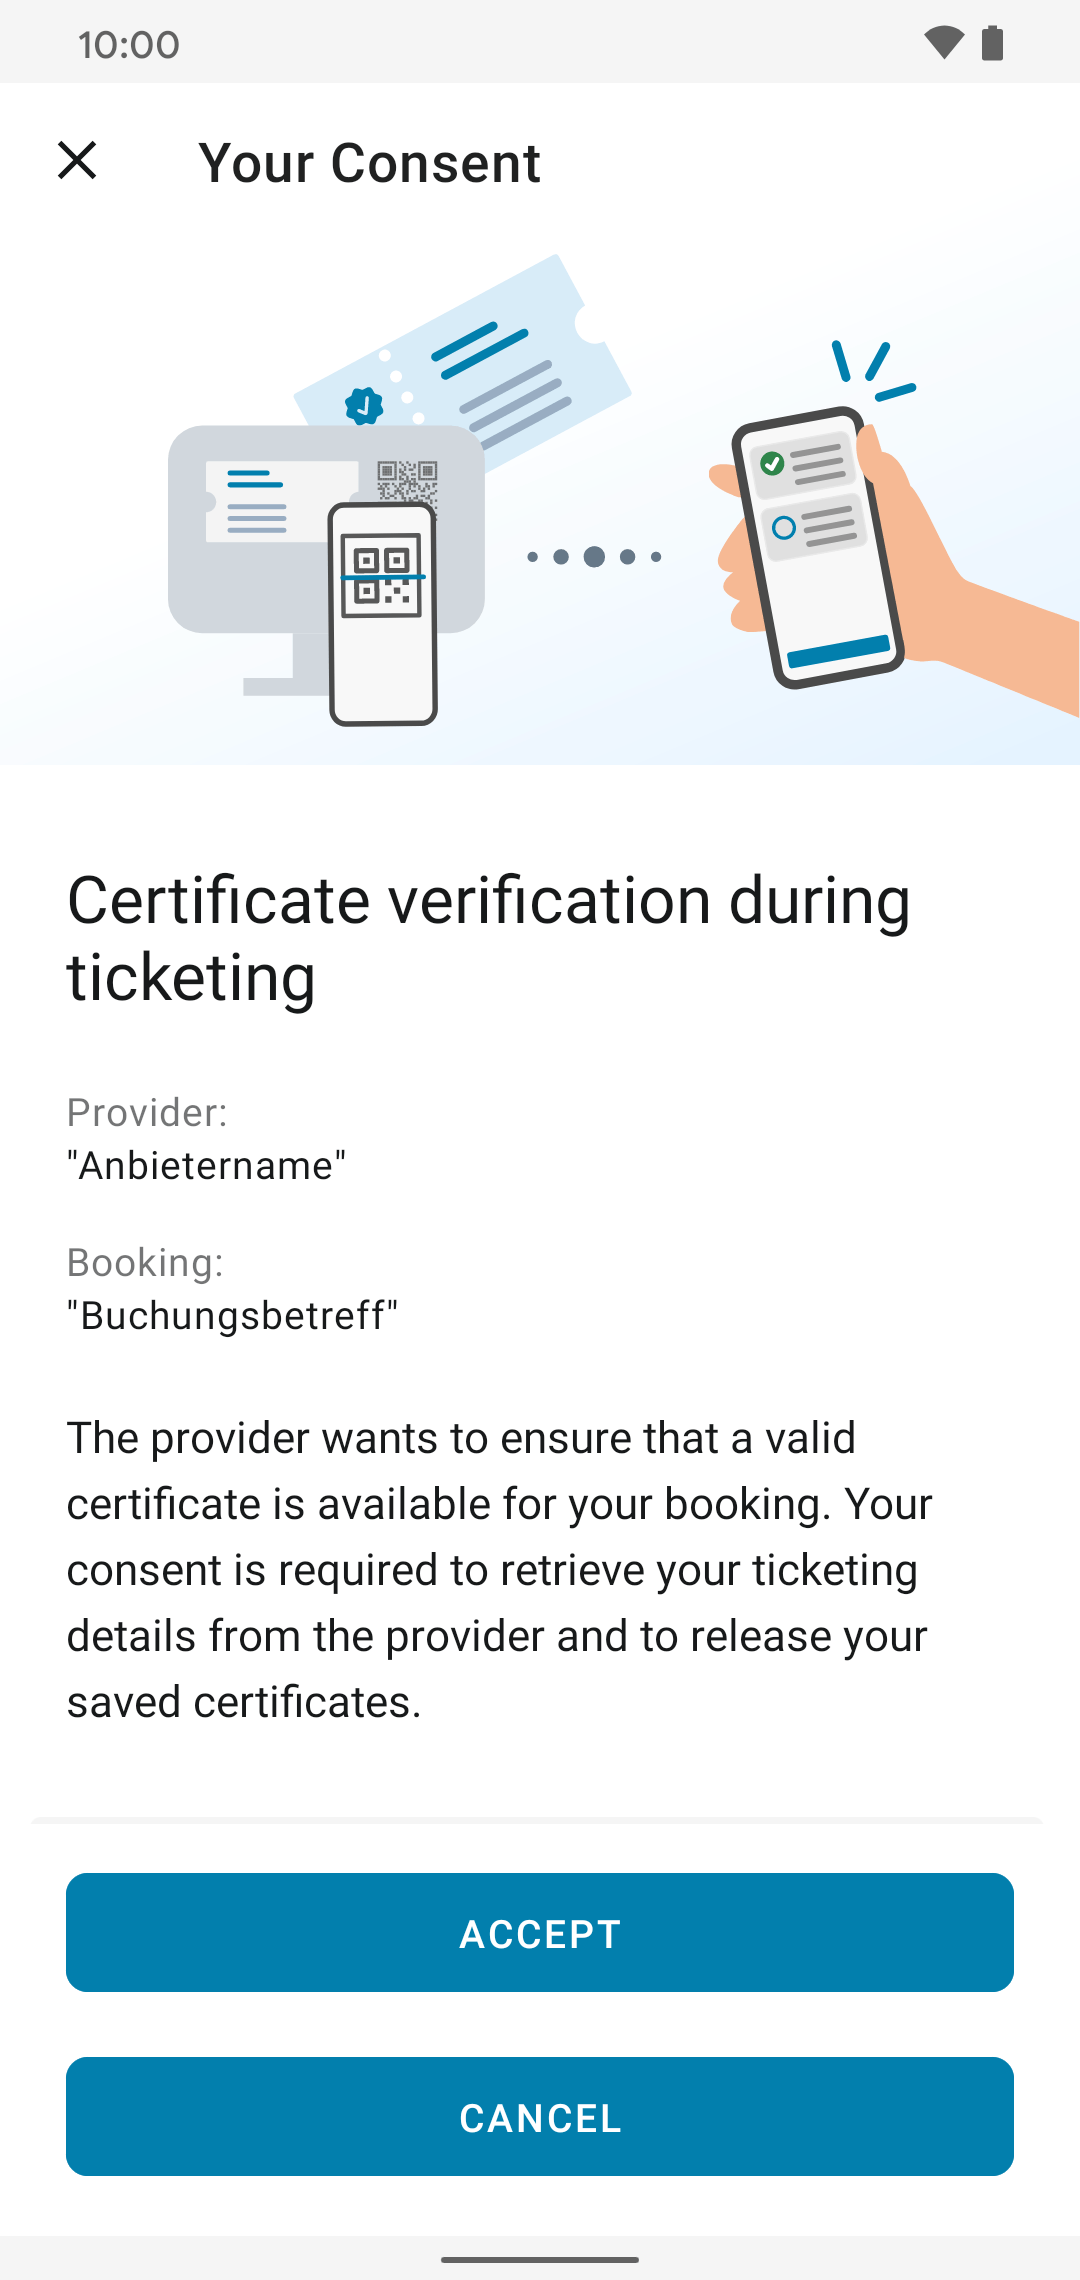 10:00
Your Consent
Certificate verification during
ticketing
Provider:
"Anbietername"
Booking:
"Buchungsbetreff"
The provider wants to ensure that a valid
certificate is available for your booking. Your
consent is required to retrieve your ticketing
details from the provider and to release your
saved certificates.
ACCEPT
CANCEL